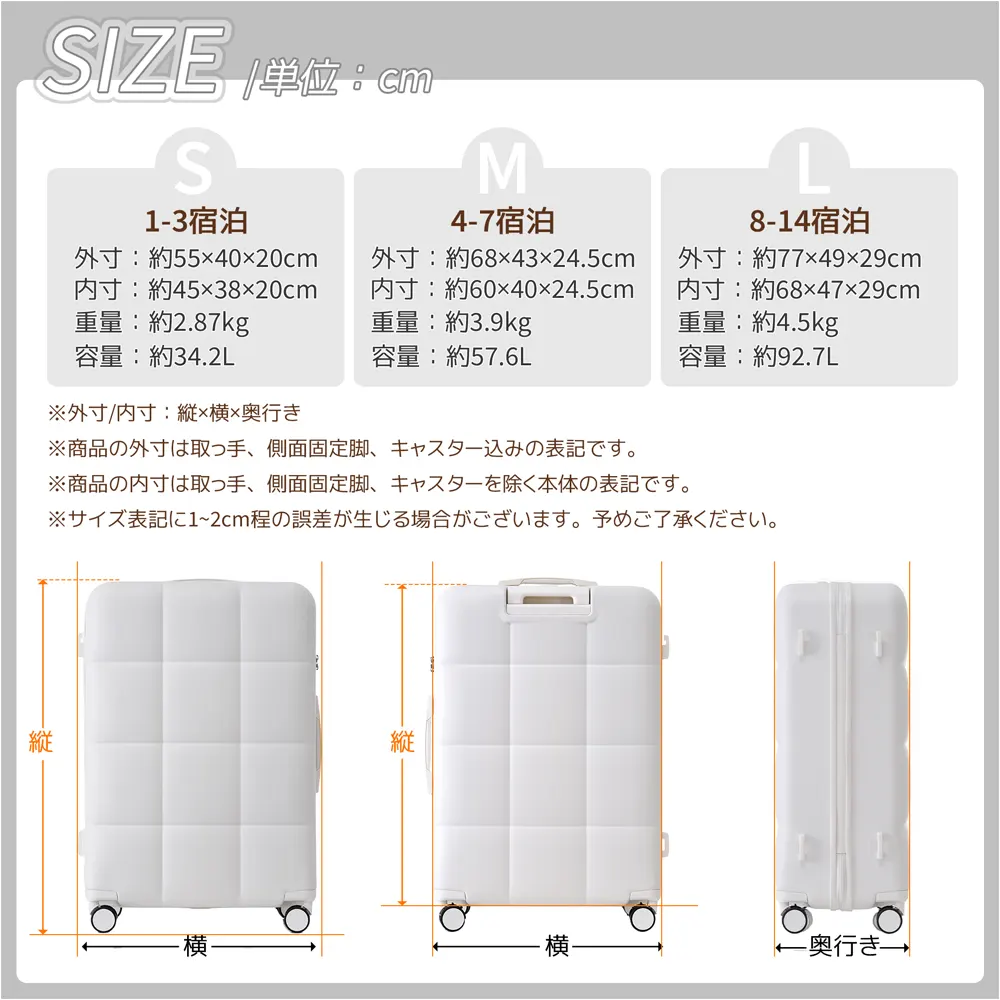 SIZE /単位：cm
S
1-3宿泊
外寸：約55×40×20cm
内寸：約45×38×20cm
重量：約2.87kg
容量：約34.2L
M
4-7宿泊
外寸：約68×43×24.5cm
内寸：約60×40×24.5cm
重量：約3.9kg
容量：約57.6L
L
8-14宿泊
外寸：約77×49×29cm
内寸：約68×47×29cm
重量：約4.5kg
容量：約92.7L
※外寸/内寸：縦×横×奥行き
※商品の外寸は取っ手、側面固定脚、キャスター込みの表記です。
※商品の内寸は取っ手、側面固定脚、キャスターを除く本体の表記です。
※サイズ表記に1~2cm程の誤差が生じる場合がございます。予めご了承ください。
縦
横
縦
横
奥行き